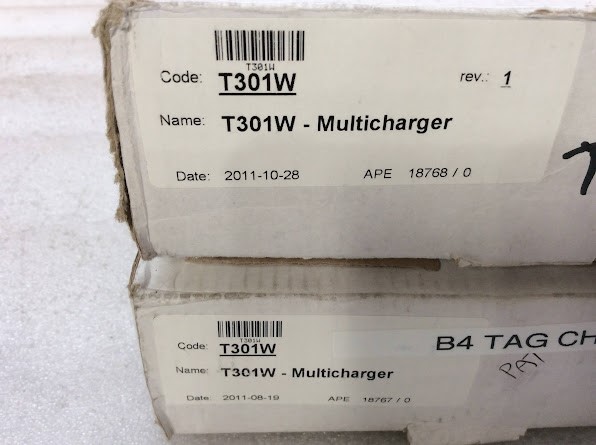 T301W
Code: T301W rev.: 1
Name: T301W - Multicharger
Date: 2011-10-28 APE 18768 / 0
T301W
Code: T301W
Name: T301W - Multicharger
Date: 2011-08-19 APE 18767 / 0
B4 TAG CH
PAT